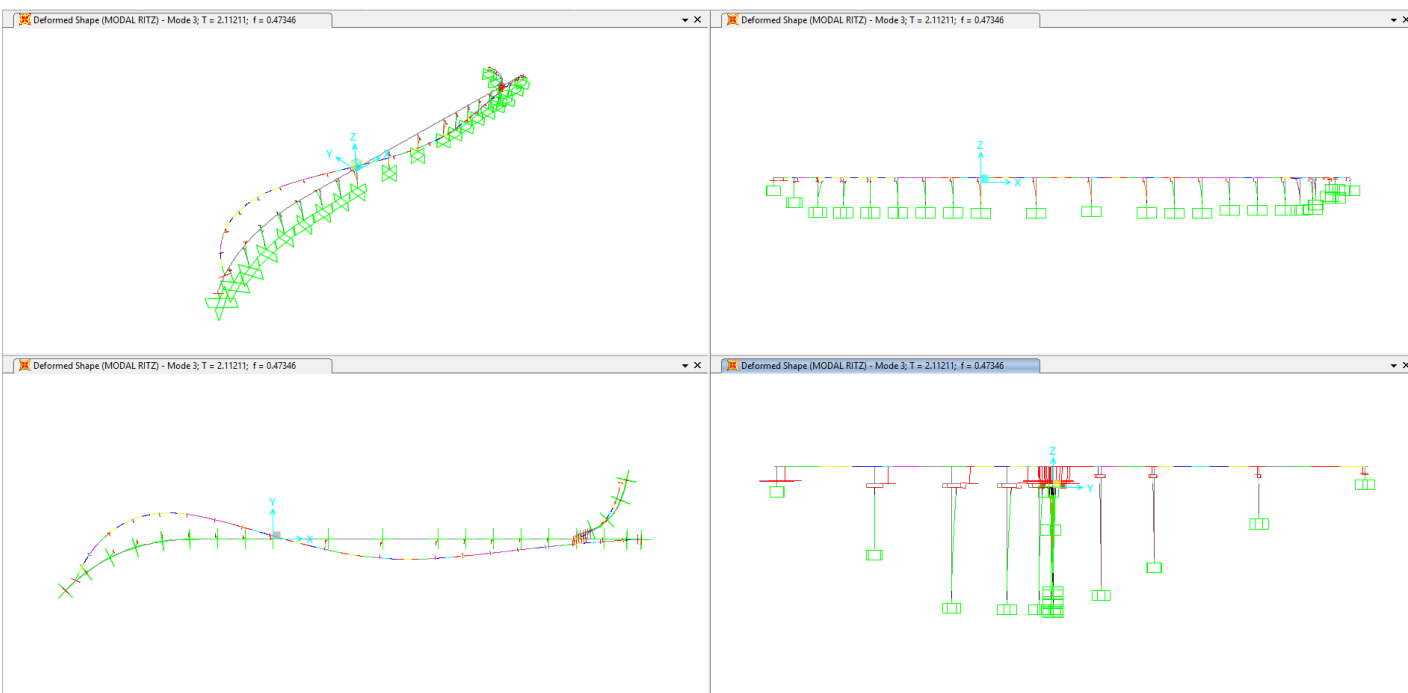 Deformed Shape (MODAL RITZ) - Mode 3; T = 2.11211; f = 0.47346
Deformed Shape (MODAL RITZ) - Mode 3; T = 2.11211; f = 0.47346
Z
Y
Z
X
Deformed Shape (MODAL RITZ) - Mode 3; T = 2.11211; f = 0.47346
Deformed Shape (MODAL RITZ) - Mode 3; T = 2.11211; f = 0.47346
Y
X
Z
Y